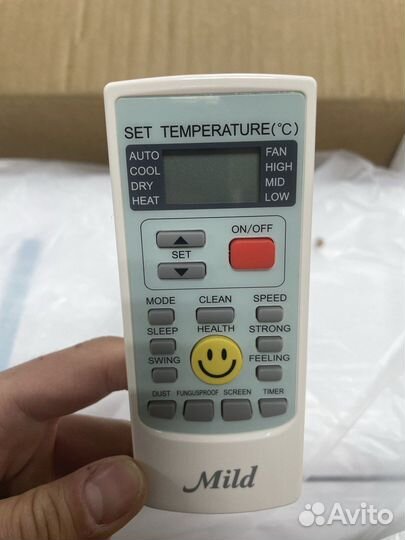 SET TEMPERATURE(°C)
AUTO
COOL
DRY
HEAT
FAN
HIGH
MID
LOW
ON/OFF
SET
MODE
CLEAN
SPEED
SLEEP
HEALTH
STRONG
SWING
FEELING
DUST
FUNGUSPROOF
SCREEN
TIMER
Mild
Avito